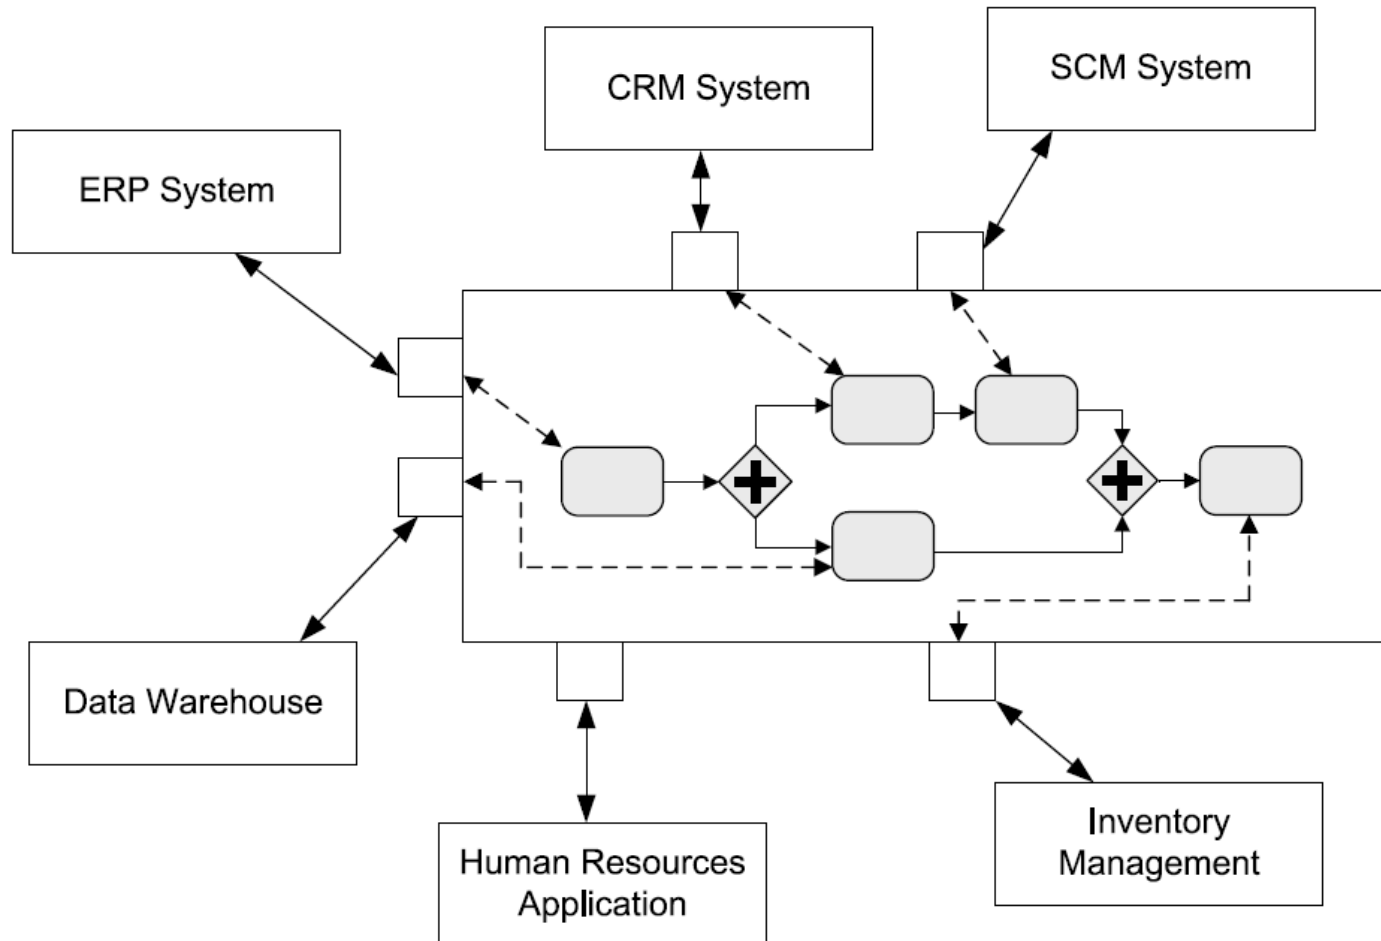 SCM System
CRM System
ERP System
Data Warehouse
Human Resources
Application
Inventory
Management